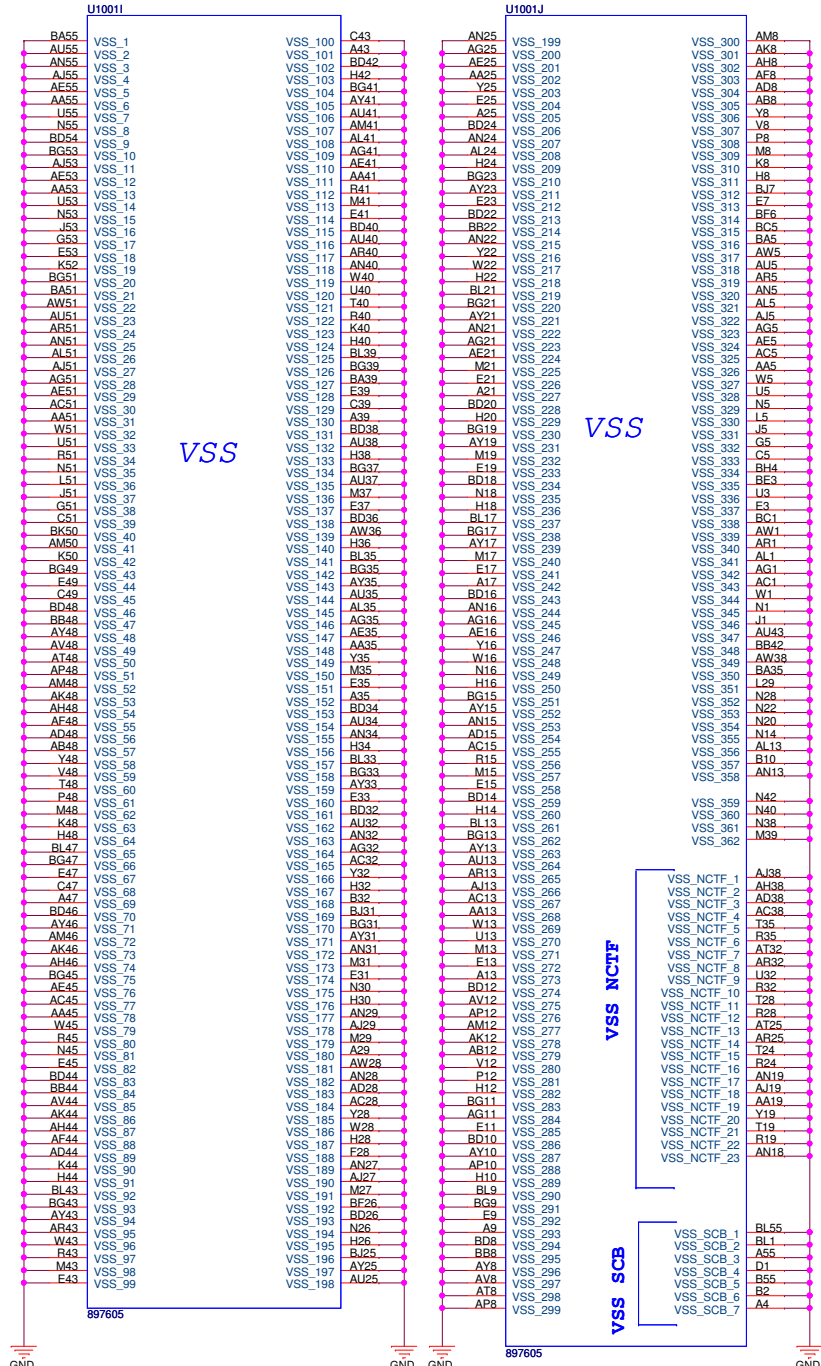 U1001I
BA55 VSS_1 VSS_100 C43
AU55 VSS_2 VSS_101 A43
AN55 VSS_3 VSS_102 BD42
AJ55 VSS_4 VSS_103 H42
AE55 VSS_5 VSS_104 BG41
AA55 VSS_6 VSS_105 AY41
U55 VSS_7 VSS_106 AU41
N55 VSS_8 VSS_107 AM41
BD54 VSS_9 VSS_108 AL41
BG53 VSS_10 VSS_109 AG41
AJ53 VSS_11 VSS_110 AE41
AE53 VSS_12 VSS_111 AA41
AA53 VSS_13 VSS_112 R41
U53 VSS_14 VSS_113 M41
N53 VSS_15 VSS_114 E41
J53 VSS_16 VSS_115 BD40
G53 VSS_17 VSS_116 AU40
E53 VSS_18 VSS_117 AR40
K52 VSS_19 VSS_118 AN40
BG51 VSS_20 VSS_119 W40
BA51 VSS_21 VSS_120 U40
AW51 VSS_22 VSS_121 T40
AU51 VSS_23 VSS_122 R40
AR51 VSS_24 VSS_123 K40
AN51 VSS_25 VSS_124 H40
AL51 VSS_26 VSS_125 BL39
AJ51 VSS_27 VSS_126 BG39
AG51 VSS_28 VSS_127 BA39
AE51 VSS_29 VSS_128 E39
AC51 VSS_30 VSS_129 C39
AA51 VSS_31 VSS_130 A39
W51 VSS_32 VSS_131 BD38
U51 VSS_33 VSS_132 AU38
VSS
R51 VSS_34 VSS_133 H38
N51 VSS_35 VSS_134 BG37
L51 VSS_36 VSS_135 AU37
J51 VSS_37 VSS_136 M37
G51 VSS_38 VSS_137 E37
C51 VSS_39 VSS_138 BD36
BK50 VSS_40 VSS_139 AW36
AM50 VSS_41 VSS_140 H36
K50 VSS_42 VSS_141 BL35
BG49 VSS_43 VSS_142 BG35
E49 VSS_44 VSS_143 AY35
C49 VSS_45 VSS_144 AU35
BD48 VSS_46 VSS_145 AL35
BB48 VSS_47 VSS_146 AG35
AY48 VSS_48 VSS_147 AE35
AV48 VSS_49 VSS_148 AA35
AT48 VSS_50 VSS_149 Y35
AP48 VSS_51 VSS_150 M35
AM48 VSS_52 VSS_151 E35
AK48 VSS_53 VSS_152 A35
AH48 VSS_54 VSS_153 BD34
AF48 VSS_55 VSS_154 AU34
AD48 VSS_56 VSS_155 AN34
AB48 VSS_57 VSS_156 H34
Y48 VSS_58 VSS_157 BL33
V48 VSS_59 VSS_158 BG33
T48 VSS_60 VSS_159 AY33
P48 VSS_61 VSS_160 E33
M48 VSS_62 VSS_161 BD32
K48 VSS_63 VSS_162 AU32
H48 VSS_64 VSS_163 AN32
BL47 VSS_65 VSS_164 AG32
BG47 VSS_66 VSS_165 AC32
E47 VSS_67 VSS_166 Y32
C47 VSS_68 VSS_167 H32
A47 VSS_69 VSS_168 B32
BD46 VSS_70 VSS_169 BJ31
AY46 VSS_71 VSS_170 BG31
AM46 VSS_72 VSS_171 AY31
AK46 VSS_73 VSS_172 AN31
AH46 VSS_74 VSS_173 M31
BG45 VSS_75 VSS_174 E31
AE45 VSS_76 VSS_175 N30
AC45 VSS_77 VSS_176 H30
AA45 VSS_78 VSS_177 AN29
W45 VSS_79 VSS_178 AJ29
R45 VSS_80 VSS_179 M29
N45 VSS_81 VSS_180 A29
E45 VSS_82 VSS_181 AW28
BD44 VSS_83 VSS_182 AN28
BB44 VSS_84 VSS_183 AD28
AV44 VSS_85 VSS_184 AC28
AK44 VSS_86 VSS_185 Y28
AH44 VSS_87 VSS_186 W28
AF44 VSS_88 VSS_187 H28
AD44 VSS_89 VSS_188 F28
K44 VSS_90 VSS_189 AN27
H44 VSS_91 VSS_190 AJ27
BL43 VSS_92 VSS_191 M27
BG43 VSS_93 VSS_192 BF26
AY43 VSS_94 VSS_193 BD26
AR43 VSS_95 VSS_194 N26
W43 VSS_96 VSS_195 H26
R43 VSS_97 VSS_196 BJ25
M43 VSS_98 VSS_197 AY25
E43 VSS_99 VSS_198 AU25
897605
GND
GND
U1001J
AN25 VSS_199 VSS_300 AM8
AG25 VSS_200 VSS_301 AK8
AE25 VSS_201 VSS_302 AH8
AA25 VSS_202 VSS_303 AF8
Y25 VSS_203 VSS_304 AD8
E25 VSS_204 VSS_305 AB8
A25 VSS_205 VSS_306 Y8
BD24 VSS_206 VSS_307 V8
AN24 VSS_207 VSS_308 P8
AL24 VSS_208 VSS_309 M8
H24 VSS_209 VSS_310 K8
BG23 VSS_210 VSS_311 H8
AY23 VSS_211 VSS_312 BJ7
E23 VSS_212 VSS_313 E7
BD22 VSS_213 VSS_314 BF6
BB22 VSS_214 VSS_315 BC5
AN22 VSS_215 VSS_316 BA5
Y22 VSS_216 VSS_317 AW5
W22 VSS_217 VSS_318 AU5
H22 VSS_218 VSS_319 AR5
BL21 VSS_219 VSS_320 AN5
BG21 VSS_220 VSS_321 AL5
AY21 VSS_221 VSS_322 AJ5
AN21 VSS_222 VSS_323 AG5
AG21 VSS_223 VSS_324 AE5
AE21 VSS_224 VSS_325 AC5
M21 VSS_225 VSS_326 AA5
E21 VSS_226 VSS_327 W5
A21 VSS_227 VSS_328 U5
BD20 VSS_228 VSS_329 N5
H20 VSS_229 VSS_330 L5
VSS
BG19 VSS_230 VSS_331 J5
AY19 VSS_231 VSS_332 G5
M19 VSS_232 VSS_333 C5
E19 VSS_233 VSS_334 BH4
BD18 VSS_234 VSS_335 BE3
N18 VSS_235 VSS_336 U3
H18 VSS_236 VSS_337 E3
BL17 VSS_237 VSS_338 BC1
BG17 VSS_238 VSS_339 AW1
AY17 VSS_239 VSS_340 AR1
M17 VSS_240 VSS_341 AL1
E17 VSS_241 VSS_342 AG1
A17 VSS_242 VSS_343 AC1
BD16 VSS_243 VSS_344 W1
AN16 VSS_244 VSS_345 N1
AG16 VSS_245 VSS_346 J1
AE16 VSS_246 VSS_347 AU43
Y16 VSS_247 VSS_348 BB42
W16 VSS_248 VSS_349 AW38
N16 VSS_249 VSS_350 BA35
H16 VSS_250 VSS_351 L29
BG15 VSS_251 VSS_352 N28
AY15 VSS_252 VSS_353 N22
AN15 VSS_253 VSS_354 N20
AD15 VSS_254 VSS_355 N14
AC15 VSS_255 VSS_356 AL13
R15 VSS_256 VSS_357 B10
M15 VSS_257 VSS_358 AN13
E15 VSS_258
BD14 VSS_259 VSS_359 N42
H14 VSS_260 VSS_360 N40
BL13 VSS_261 VSS_361 N38
BG13 VSS_262 VSS_362 M39
AY13 VSS_263
AU13 VSS_264
AR13 VSS_265 VSS_NCTF_1 AJ38
AJ13 VSS_266 VSS_NCTF_2 AH38
AC13 VSS_267 VSS_NCTF_3 AD38
AA13 VSS_268 VSS_NCTF_4 AC38
W13 VSS_269 VSS_NCTF_5 T35
U13 VSS_270 VSS_NCTF_6 R35
M13 VSS_271 VSS_NCTF_7 AT32
E13 VSS_272 VSS_NCTF_8 AR32
A13 VSS_273 VSS_NCTF_9 U32
BD12 VSS_274 VSS_NCTF_10 R32
AV12 VSS_275 VSS_NCTF_11 T28
AP12 VSS_276 VSS_NCTF_12 R28
AM12 VSS_277 VSS_NCTF_13 AT25
AK12 VSS_278 VSS_NCTF_14 AR25
AB12 VSS_279 VSS_NCTF_15 T24
V12 VSS_280 VSS_NCTF_16 R24
P12 VSS_281 VSS_NCTF_17 AN19
H12 VSS_282 VSS_NCTF_18 AJ19
BG11 VSS_283 VSS_NCTF_19 AA19
AG11 VSS_284 VSS_NCTF_20 Y19
E11 VSS_285 VSS_NCTF_21 T19
BD10 VSS_286 VSS_NCTF_22 R19
AY10 VSS_287 VSS_NCTF_23 AN18
VSS NCTF
AP10 VSS_288
H10 VSS_289
BL9 VSS_290
BG9 VSS_291
E9 VSS_292
A9 VSS_293 VSS_SCB_1 BL55
BD8 VSS_294 VSS_SCB_2 BL1
BB8 VSS_295 VSS_SCB_3 A55
AY8 VSS_296 VSS_SCB_4 D1
AV8 VSS_297 VSS_SCB_5 B55
AT8 VSS_298 VSS_SCB_6 B2
AP8 VSS_299 VSS_SCB_7 A4
VSS SCB
897605
GND
GND